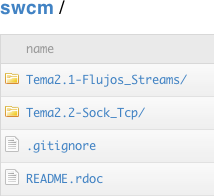 swcm /
name
Tema2.1-Flujos_Streams/
Tema2.2-Sock_Tcp/
.gitignore
README.rdoc